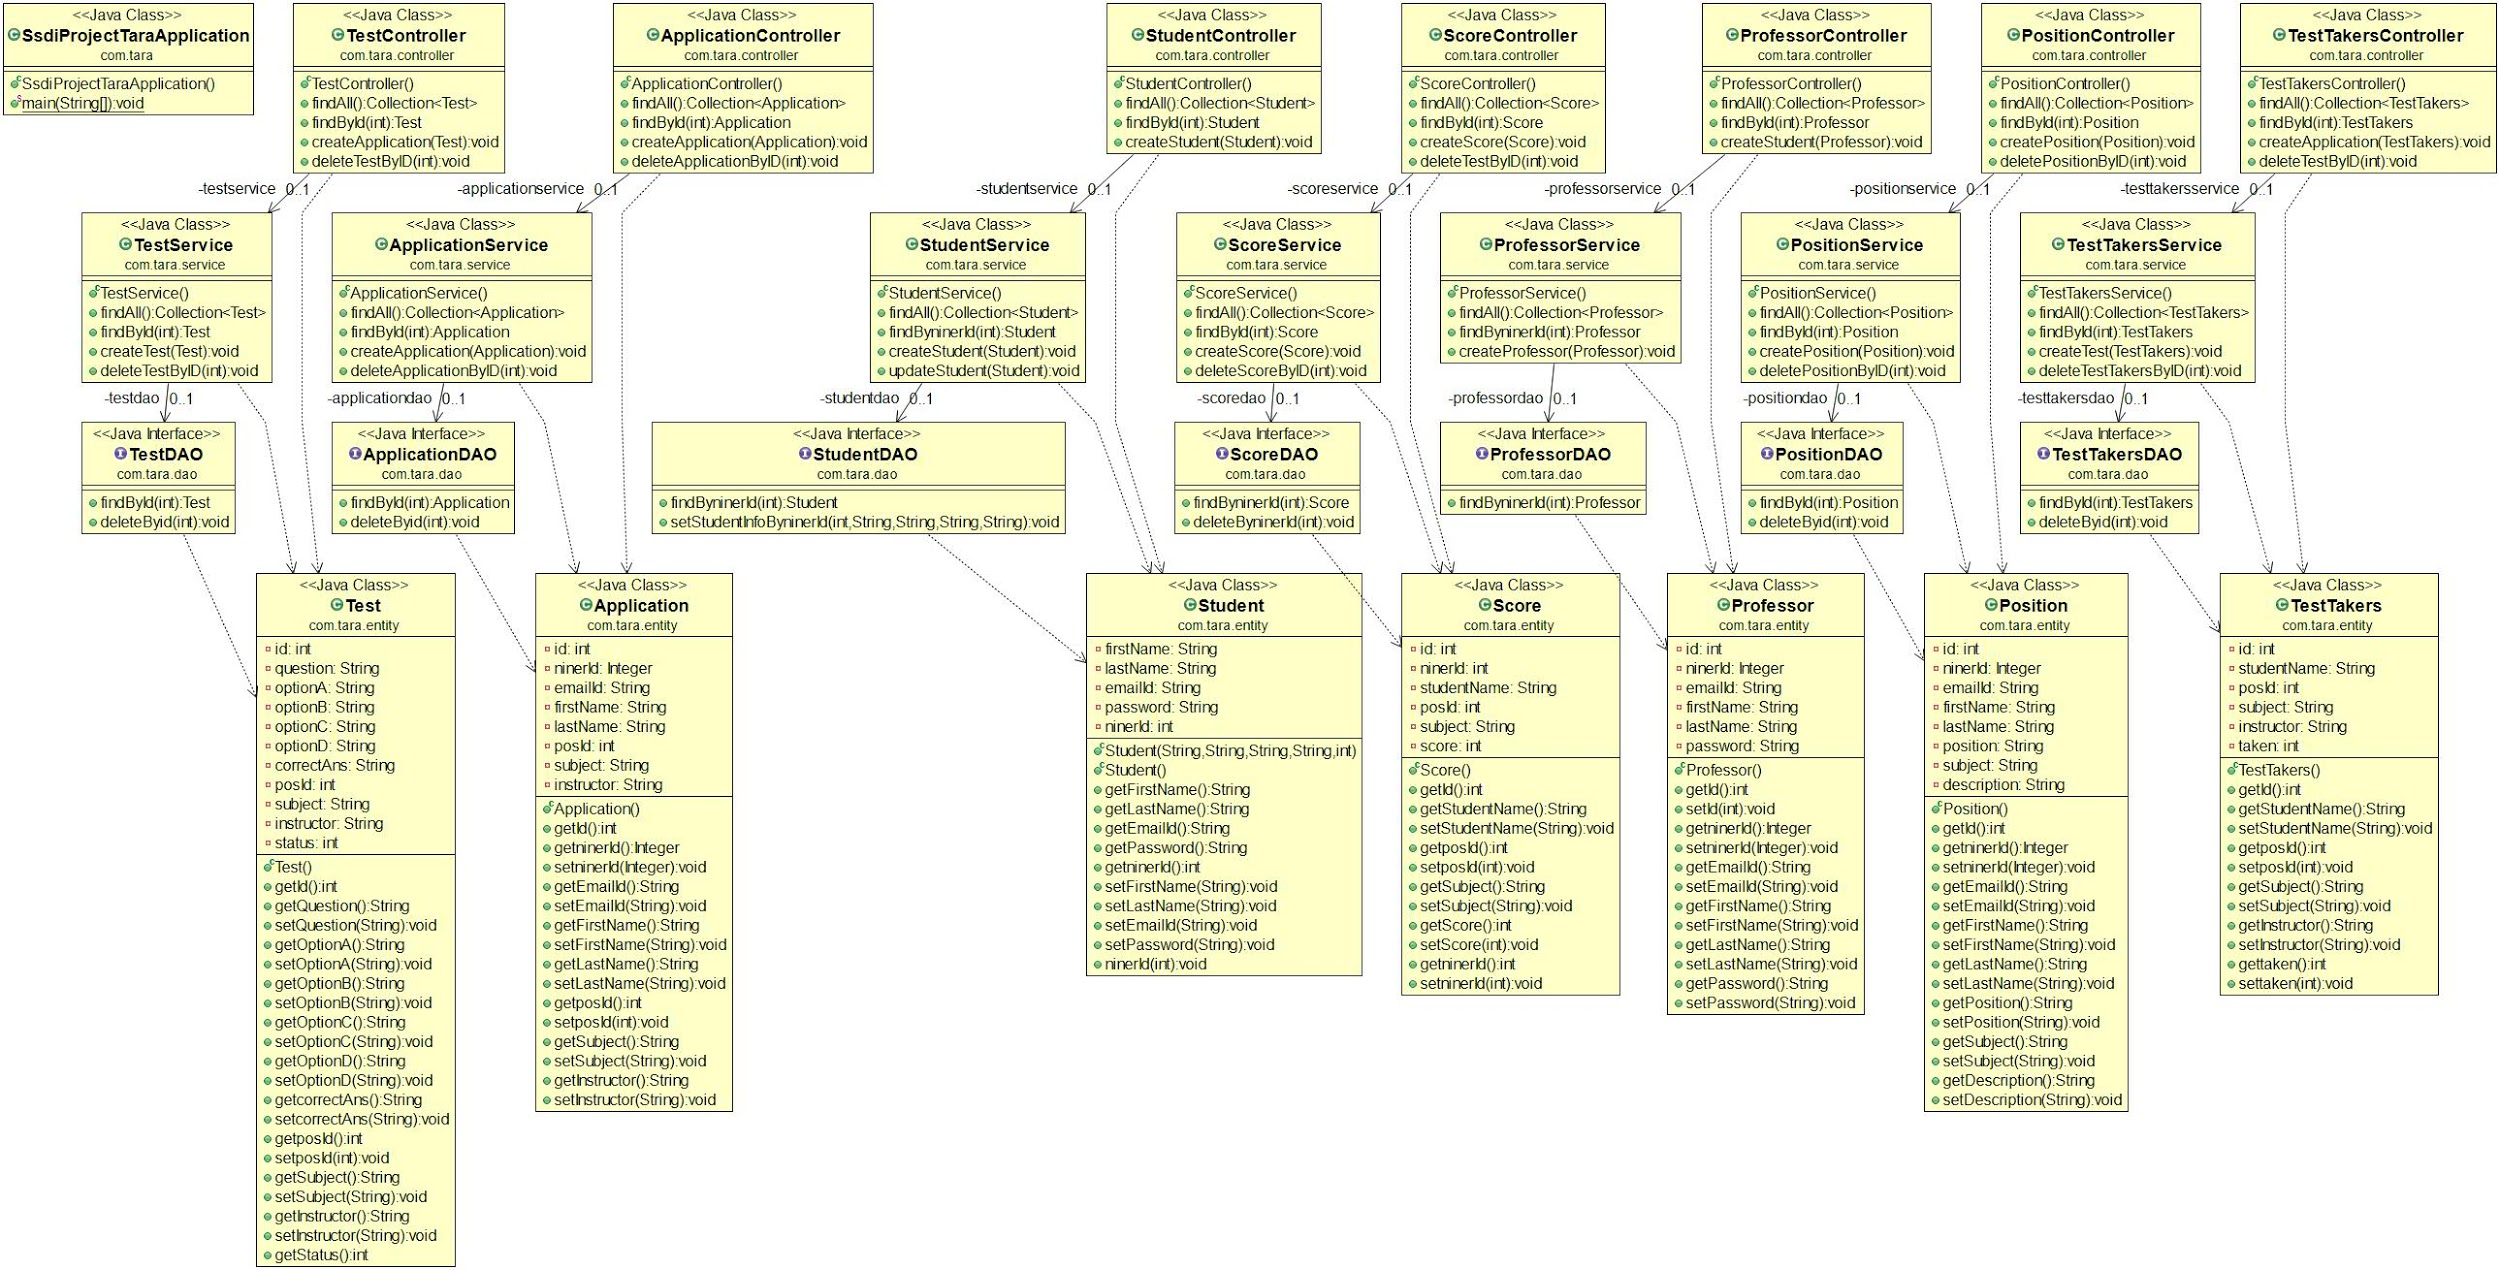 <<Java Class>>
SsdiProjectTaraApplication
com.tara
SsdiProjectTaraApplication()
main(String[]):void
<<Java Class>>
TestController
com.tara.controller
TestController()
findAll():Collection<Test>
findById(int):Test
createApplication(Test):void
deleteTestByID(int):void
<<Java Class>>
ApplicationController
com.tara.controller
ApplicationController()
findAll():Collection<Application>
findById(int):Application
createApplication(Application):void
deleteApplicationByID(int):void
<<Java Class>>
StudentController
com.tara.controller
StudentController()
findAll():Collection<Student>
findById(int):Student
createStudent(Student):void
<<Java Class>>
ScoreController
com.tara.controller
ScoreController()
findAll():Collection<Score>
findById(int):Score
createScore(Score):void
deleteTestByID(int):void
<<Java Class>>
ProfessorController
com.tara.controller
ProfessorController()
findAll():Collection<Professor>
findById(int):Professor
createStudent(Professor):void
<<Java Class>>
PositionController
com.tara.controller
PositionController()
findAll():Collection<Position>
findById(int):Position
createPosition(Position):void
deletePositionByID(int):void
<<Java Class>>
TestTakersController
com.tara.controller
TestTakersController()
findAll():Collection<TestTakers>
findById(int):TestTakers
createApplication(TestTakers):void
deleteTestByID(int):void
-testservice 0..1
-applicationservice 0..1
-studentservice 0..1
-scoreservice 0..1
-professorservice 0..1
-positionservice 0..1
-testtakersservice 0..1
<<Java Class>>
TestService
com.tara.service
TestService()
findAll():Collection<Test>
findById(int):Test
createTest(Test):void
deleteTestByID(int):void
<<Java Class>>
ApplicationService
com.tara.service
ApplicationService()
findAll():Collection<Application>
findById(int):Application
createApplication(Application):void
deleteApplicationByID(int):void
<<Java Class>>
StudentService
com.tara.service
StudentService()
findAll():Collection<Student>
findByninerId(int):Student
createStudent(Student):void
updateStudent(Student):void
<<Java Class>>
ScoreService
com.tara.service
ScoreService()
findAll():Collection<Score>
findById(int):Score
createScore(Score):void
deleteScoreByID(int):void
<<Java Class>>
ProfessorService
com.tara.service
ProfessorService()
findAll():Collection<Professor>
findByninerId(int):Professor
createProfessor(Professor):void
<<Java Class>>
PositionService
com.tara.service
PositionService()
findAll():Collection<Position>
findById(int):Position
createPosition(Position):void
deletePositionByID(int):void
<<Java Class>>
TestTakersService
com.tara.service
TestTakersService()
findAll():Collection<TestTakers>
findById(int):TestTakers
createTest(TestTakers):void
deleteTestTakersByID(int):void
-testdao 0..1
-applicationdao 0..1
-studentdao 0..1
-scoredao 0..1
-professordao 0..1
-positiondao 0..1
-testtakersdao 0..1
<<Java Interface>>
TestDAO
com.tara.dao
findById(int):Test
deleteByid(int):void
<<Java Interface>>
ApplicationDAO
com.tara.dao
findById(int):Application
deleteByid(int):void
<<Java Interface>>
StudentDAO
com.tara.dao
findByninerId(int):Student
setStudentInfoByninerId(int,String,String,String,String):void
<<Java Interface>>
ScoreDAO
com.tara.dao
findByninerId(int):Score
deleteByninerId(int):void
<<Java Interface>>
ProfessorDAO
com.tara.dao
findByninerId(int):Professor
<<Java Interface>>
PositionDAO
com.tara.dao
findById(int):Position
deleteByid(int):void
<<Java Interface>>
TestTakersDAO
com.tara.dao
findById(int):TestTakers
deleteByid(int):void
<<Java Class>>
Test
com.tara.entity
id: int
question: String
optionA: String
optionB: String
optionC: String
optionD: String
correctAns: String
posId: int
subject: String
instructor: String
status: int
Test()
getId():int
getQuestion():String
setQuestion(String):void
getOptionA():String
setOptionA(String):void
getOptionB():String
setOptionB(String):void
getOptionC():String
setOptionC(String):void
getOptionD():String
setOptionD(String):void
getcorrectAns():String
setcorrectAns(String):void
getposId():int
setposId(int):void
getSubject():String
setSubject(String):void
getInstructor():String
setInstructor(String):void
getStatus():int
<<Java Class>>
Application
com.tara.entity
id: int
ninerId: Integer
emailId: String
firstName: String
lastName: String
posId: int
subject: String
instructor: String
Application()
getId():int
getninerId():Integer
setninerId(Integer):void
getEmailId():String
setEmailId(String):void
getFirstName():String
setFirstName(String):void
getLastName():String
setLastName(String):void
getposId():int
setposId(int):void
getSubject():String
setSubject(String):void
getInstructor():String
setInstructor(String):void
<<Java Class>>
Student
com.tara.entity
firstName: String
lastName: String
emailId: String
password: String
ninerId: int
Student(String,String,String,String,int)
Student()
getFirstName():String
getLastName():String
getEmailId():String
getPassword():String
getninerId():int
setFirstName(String):void
setLastName(String):void
setEmailId(String):void
setPassword(String):void
ninerId(int):void
<<Java Class>>
Score
com.tara.entity
id: int
ninerId: int
studentName: String
posId: int
subject: String
score: int
Score()
getId():int
getStudentName():String
setStudentName(String):void
getposId():int
setposId(int):void
getSubject():String
setSubject(String):void
getScore():int
setScore(int):void
getninerId():int
setninerId(int):void
<<Java Class>>
Professor
com.tara.entity
id: int
ninerId: Integer
emailId: String
firstName: String
lastName: String
password: String
Professor()
getId():int
setId(int):void
getninerId():Integer
setninerId(Integer):void
getEmailId():String
setEmailId(String):void
getFirstName():String
setFirstName(String):void
getLastName():String
setLastName(String):void
getPassword():String
setPassword(String):void
<<Java Class>>
Position
com.tara.entity
id: int
ninerId: Integer
emailId: String
firstName: String
lastName: String
position: String
subject: String
description: String
Position()
getId():int
getninerId():Integer
setninerId(Integer):void
getEmailId():String
setEmailId(String):void
getFirstName():String
setFirstName(String):void
getLastName():String
setLastName(String):void
getPosition():String
setPosition(String):void
getSubject():String
setSubject(String):void
getDescription():String
setDescription(String):void
<<Java Class>>
TestTakers
com.tara.entity
id: int
studentName: String
posId: int
subject: String
instructor: String
taken: int
TestTakers()
getId():int
getStudentName():String
setStudentName(String):void
getposId():int
setposId(int):void
getSubject():String
setSubject(String):void
getInstructor():String
setInstructor(String):void
gettaken():int
settaken(int):void